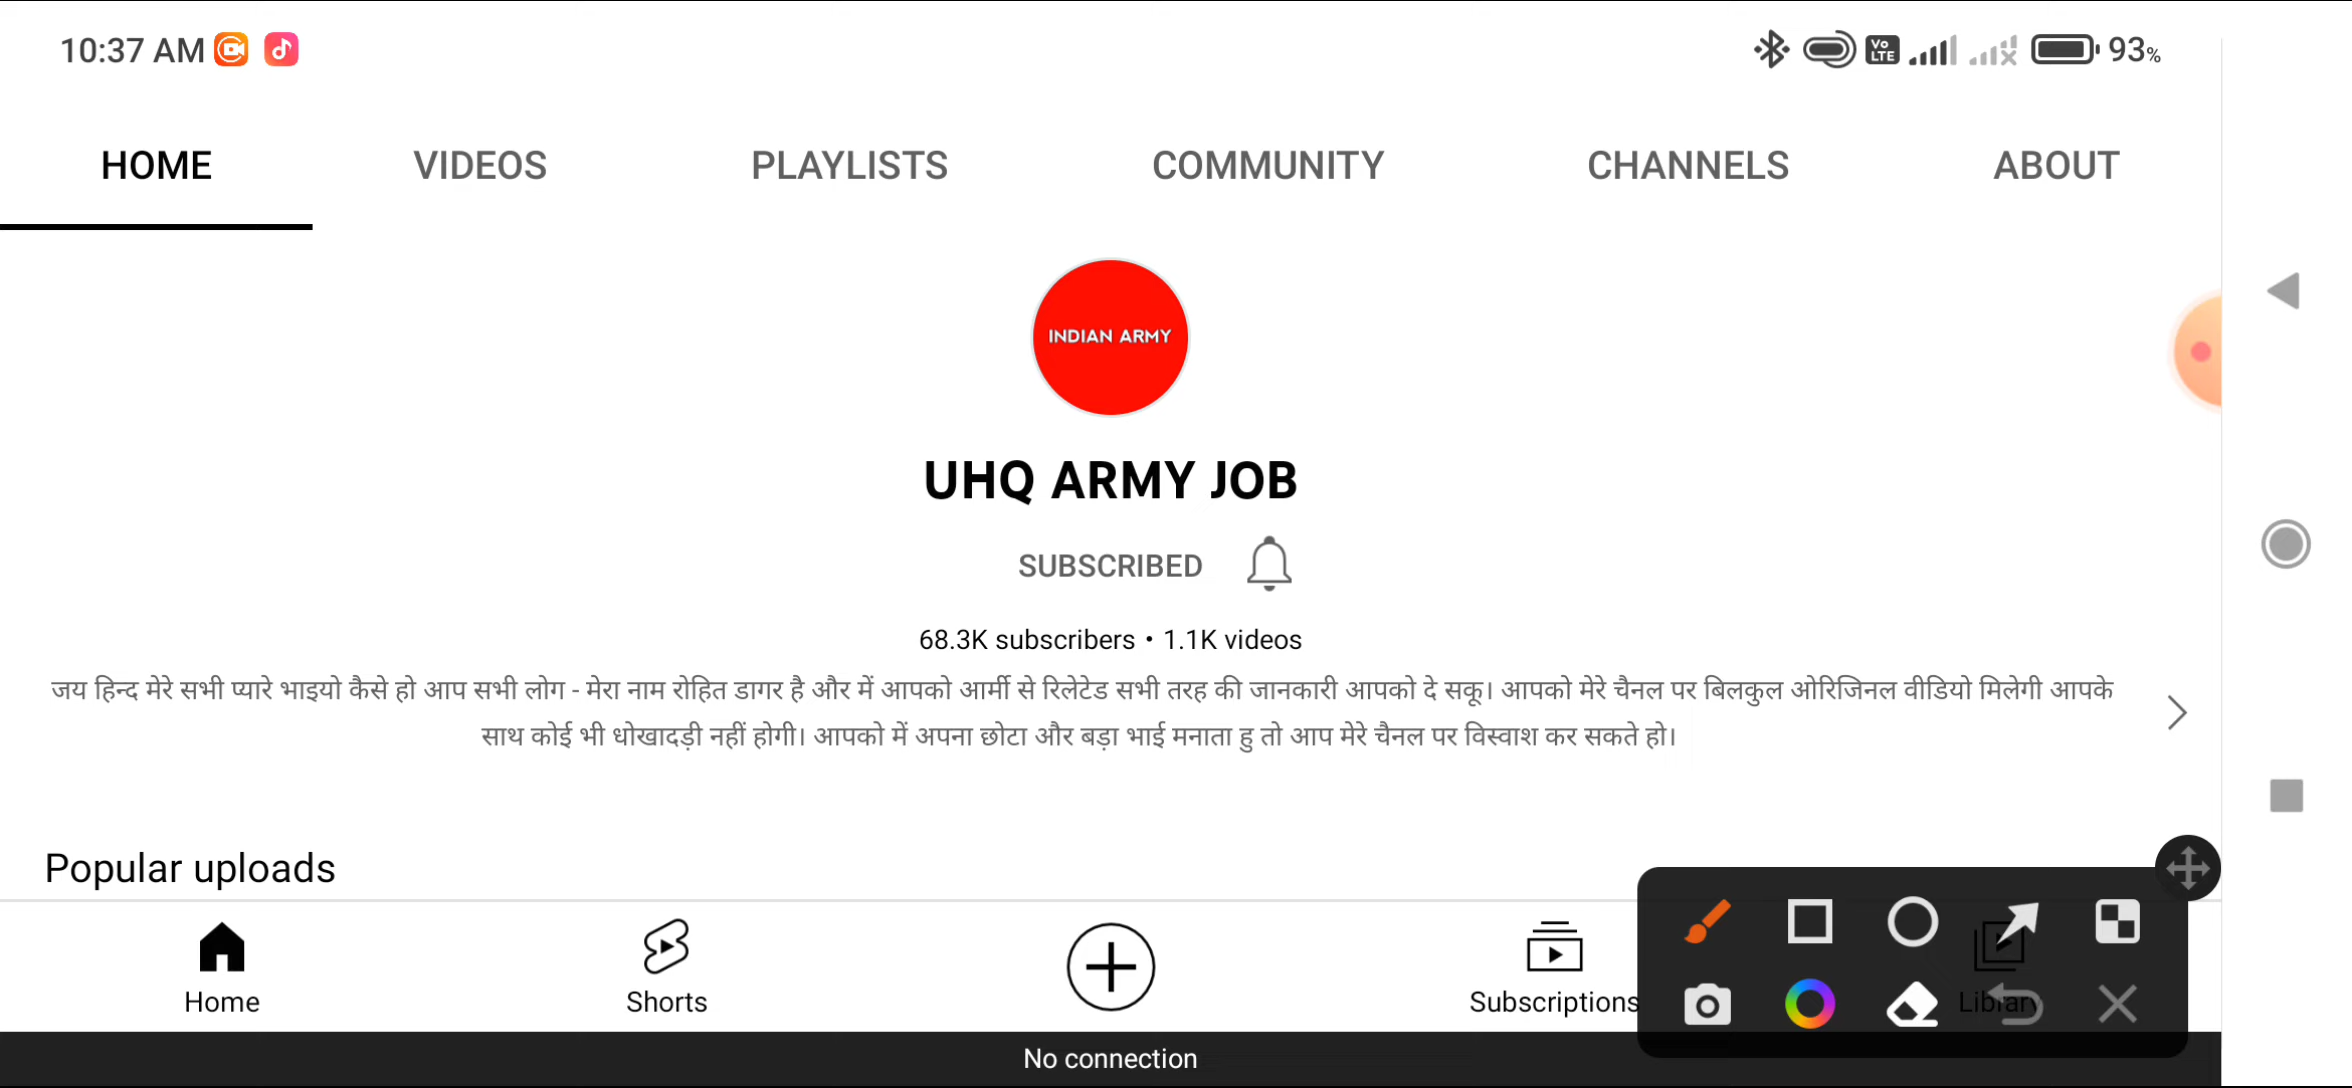 10:37 AM
Vo LTE
93%
HOME VIDEOS PLAYLISTS COMMUNITY CHANNELS ABOUT
INDIAN ARMY
UHQ ARMY JOB
SUBSCRIBED
68.3K subscribers • 1.1K videos
जय हिन्द मेरे सभी प्यारे भाइयो कैसे हो आप सभी लोग - मेरा नाम रोहित डागर है और में आपको आर्मी से रिलेटेड सभी तरह की जानकारी आपको दे सकू। आपको मेरे चैनल पर बिलकुल ओरिजिनल वीडियो मिलेगी आपके
साथ कोई भी धोखादड़ी नहीं होगी। आपको में अपना छोटा और बड़ा भाई मनाता हु तो आप मेरे चैनल पर विस्वाश कर सकते हो।
Popular uploads
Home Shorts Subscriptions Library
No connection